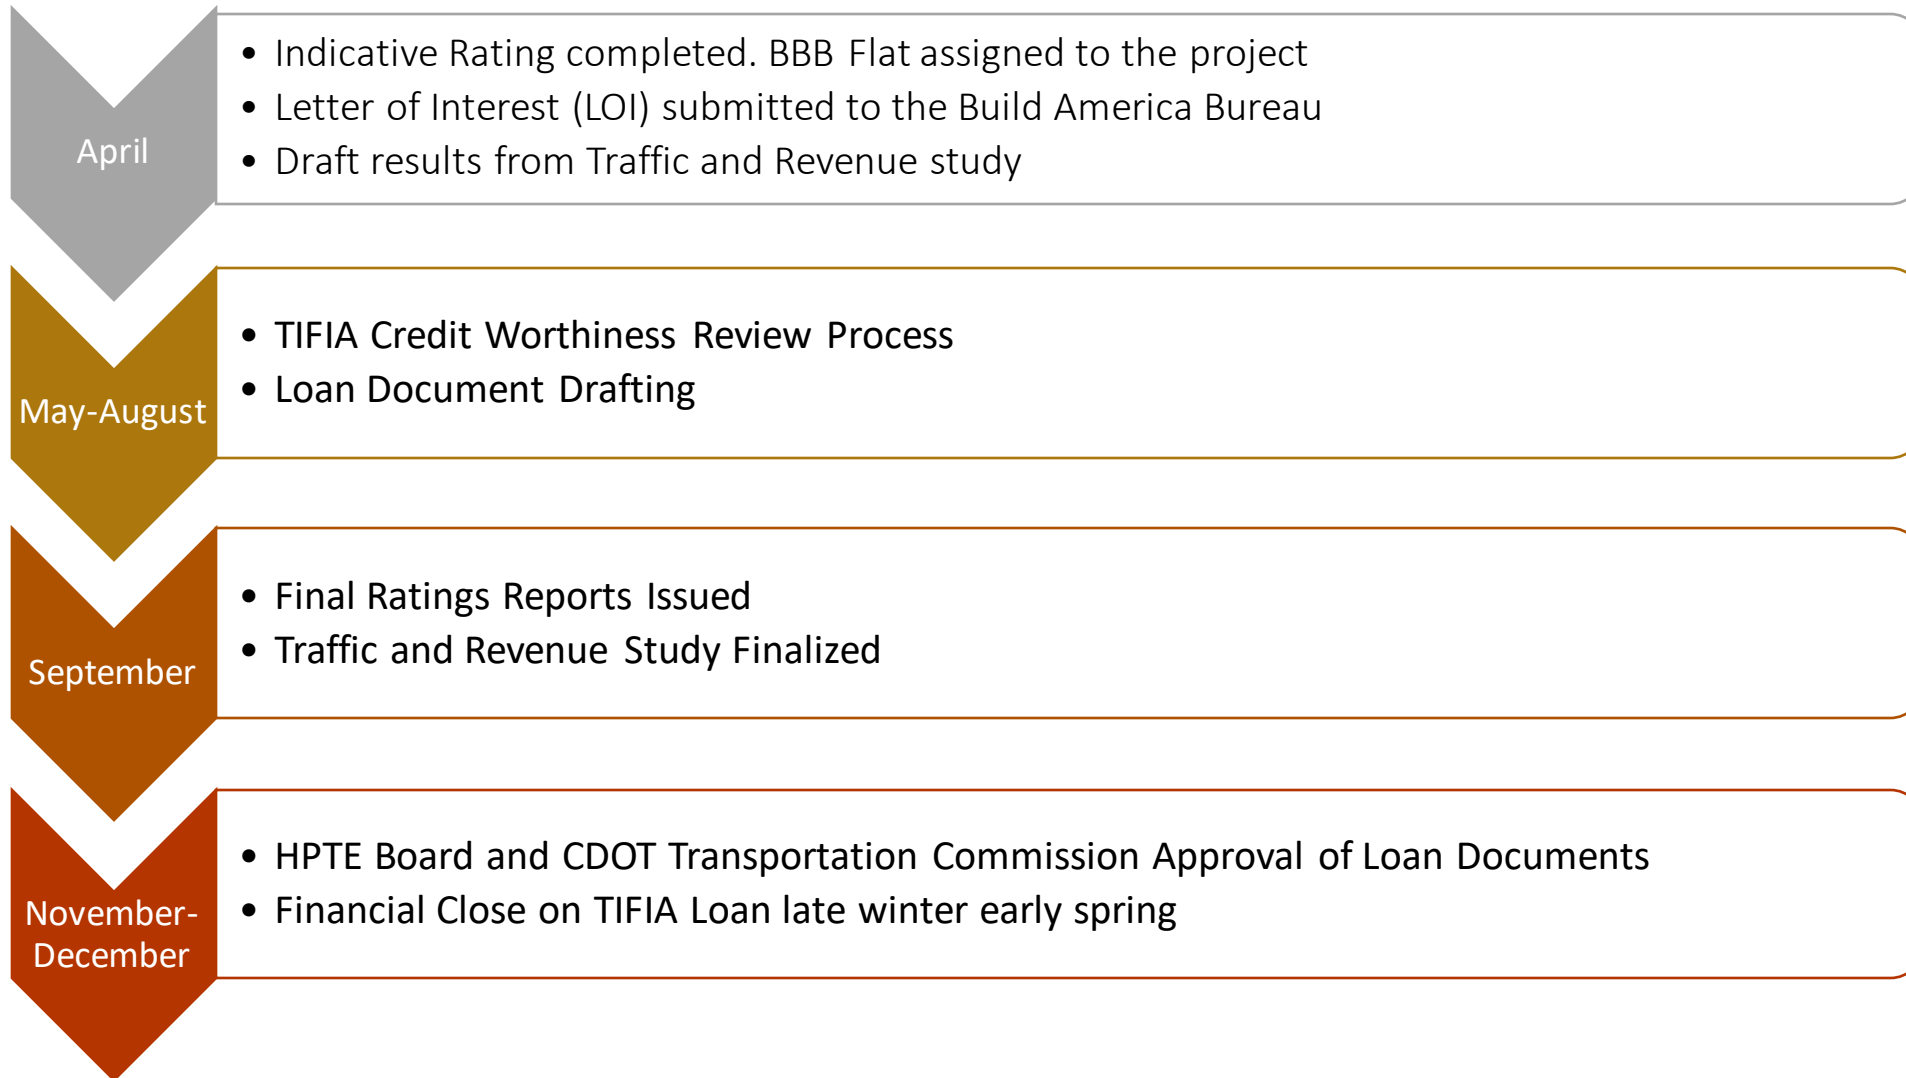 April
• Indicative Rating completed. BBB Flat assigned to the project
• Letter of Interest (LOI) submitted to the Build America Bureau
• Draft results from Traffic and Revenue study
May-August
• TIFIA Credit Worthiness Review Process
• Loan Document Drafting
September
• Final Ratings Reports Issued
• Traffic and Revenue Study Finalized
November-
December
• HPTE Board and CDOT Transportation Commission Approval of Loan Documents
• Financial Close on TIFIA Loan late winter early spring